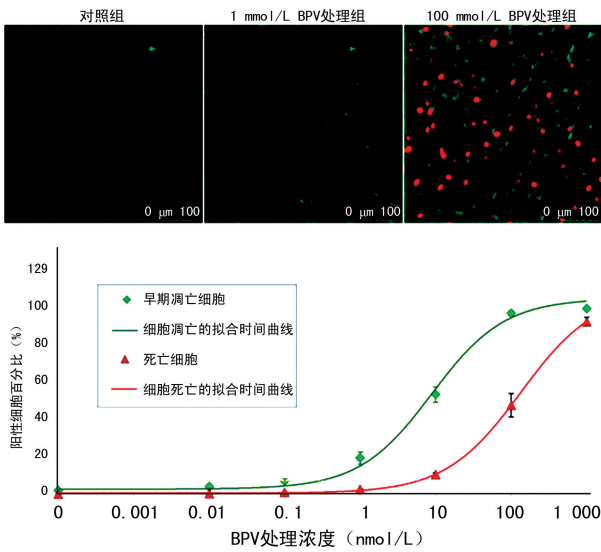 对照组
1 mmol/L BPV处理组
100 mmol/L BPV处理组
0 μm 100
0 μm 100
0 μm 100
129
100
80
60
40
20
0
阳性细胞百分比(%)
早期凋亡细胞
细胞凋亡的拟合时间曲线
死亡细胞
细胞死亡的拟合时间曲线
0 0.001 0.01 0.1 1 10 100 1 000
BPV处理浓度(nmol/L)